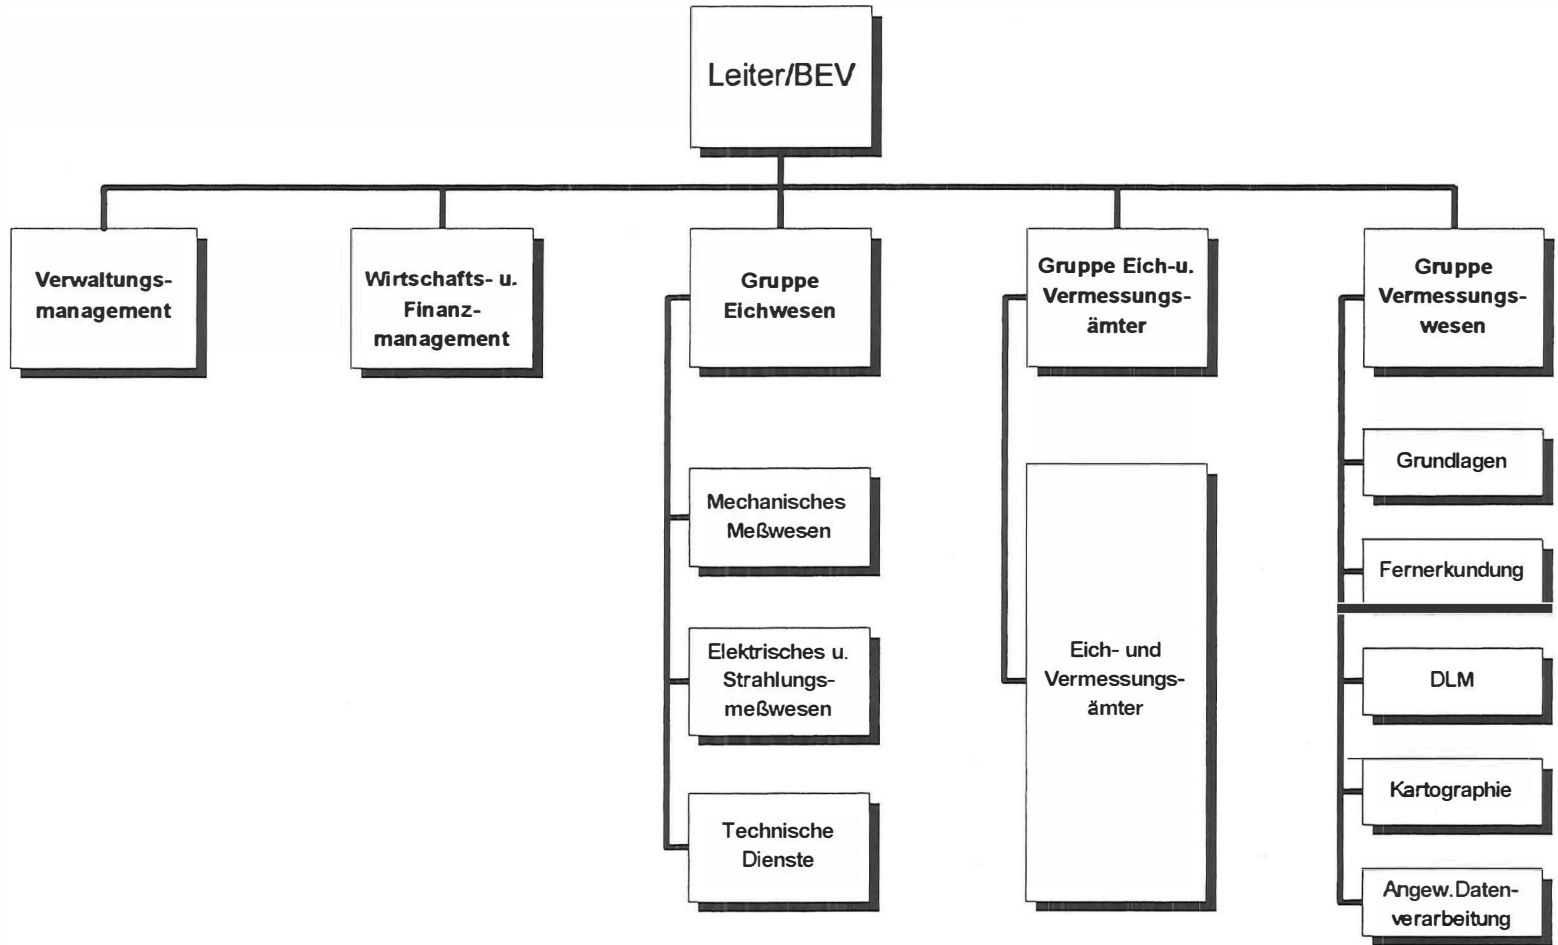 Leiter/BEV
Verwaltungs-
management
Wirtschafts- u.
Finanz-
management
Gruppe
Eichwesen
Gruppe Eich-u.
Vermessungs-
ämter
Gruppe
Vermessungs-
wesen
Mechanisches
Meßwesen
Elektrisches u.
Strahlungs-
meßwesen
Technische
Dienste
Eich- und
Vermessungs-
ämter
Grundlagen
Fernerkundung
DLM
Kartographie
Angew.Daten-
verarbeitung